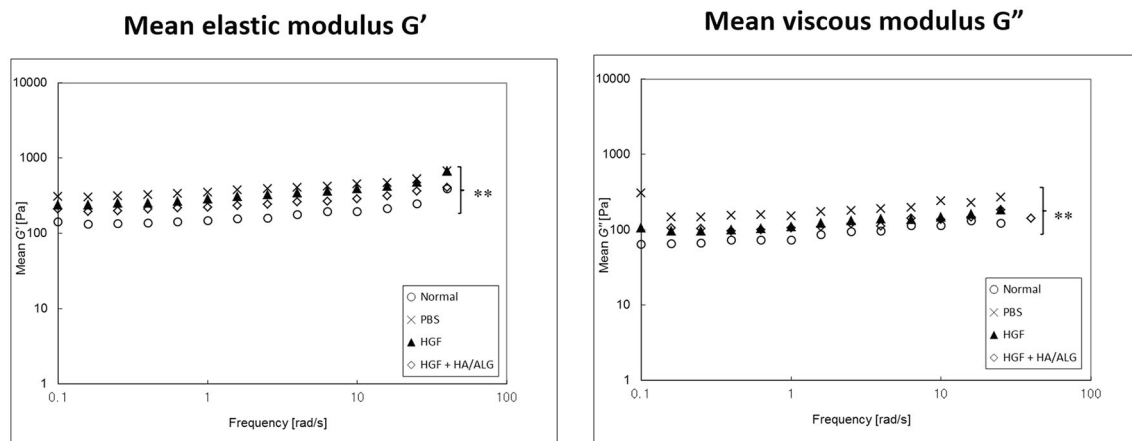 Mean elastic modulus G’
Mean viscous modulus G”
10000
1000
100
10
1
Mean G' [Pa]
0.1
1
10
100
Frequency [rad/s]
**
Normal
PBS
HGF
HGF + HA/ALG
10000
1000
100
10
1
Mean G'' [Pa]
0.1
1
10
100
Frequency [rad/s]
**
Normal
PBS
HGF
HGF + HA/ALG